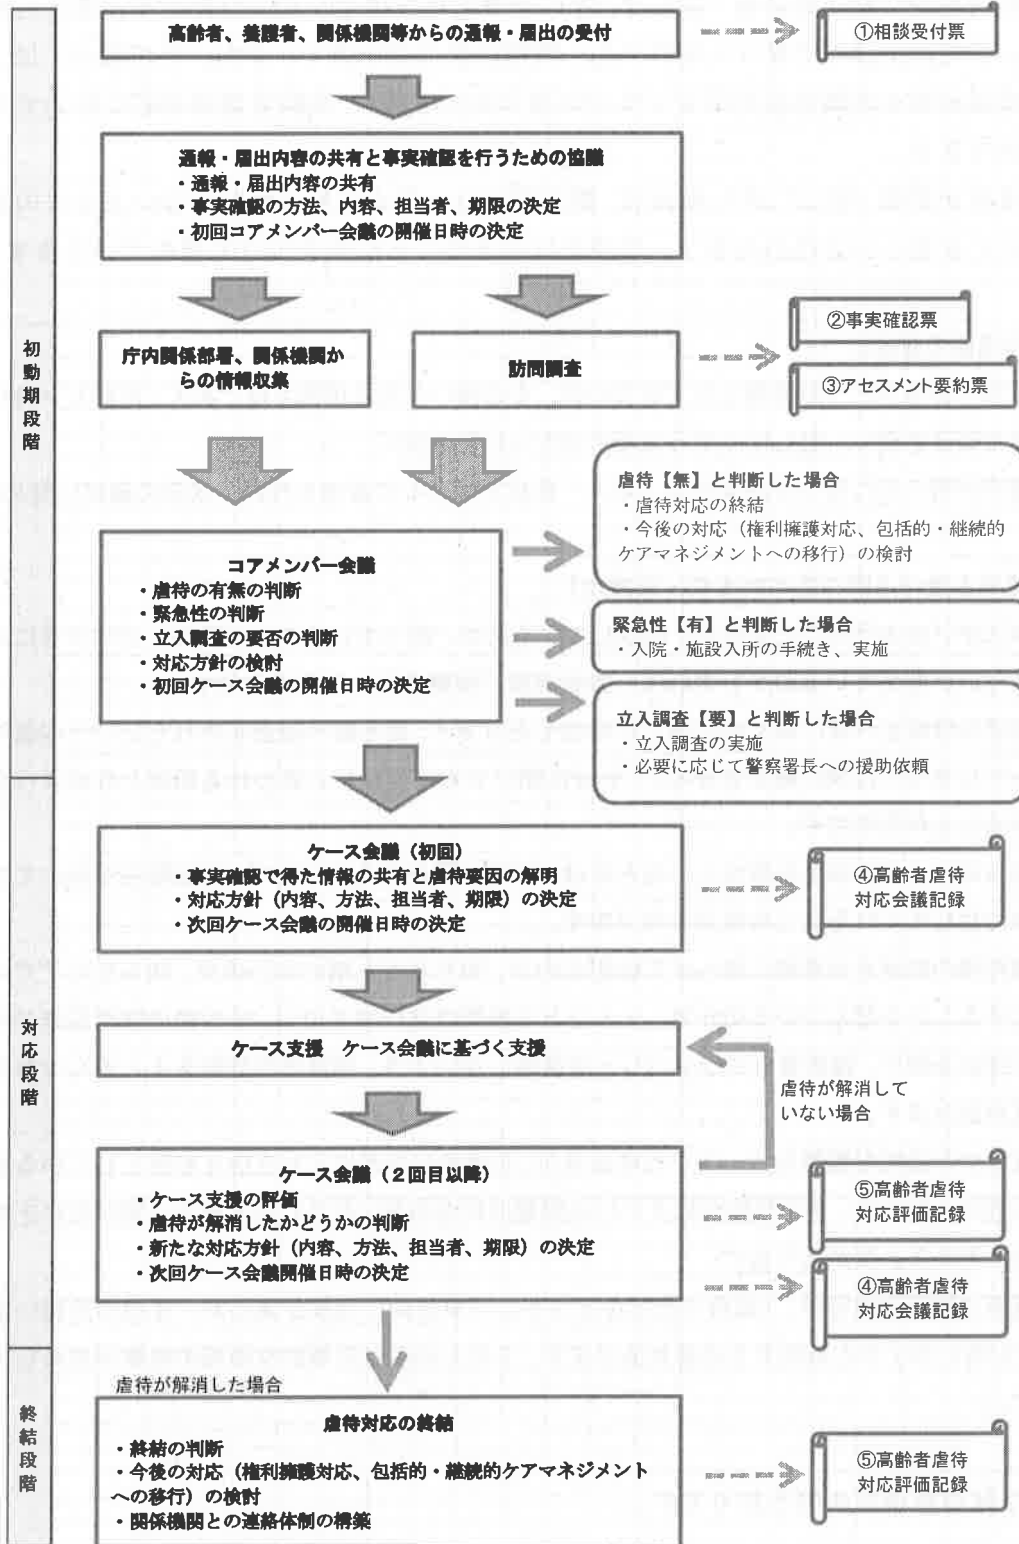 高齢者、養護者、関係機関等からの通報・届出の受付
①相談受付票
通報・届出内容の共有と事実確認を行うための協議
・通報・届出内容の共有
・事実確認の方法、内容、担当者、期限の決定
・初回コアメンバー会議の開催日時の決定
初動期段階
庁内関係部署、関係機関か
らの情報収集
訪問調査
②事実確認票
③アセスメント要約票
コアメンバー会議
・虐待の有無の判断
・緊急性の判断
・立入調査の要否の判断
・対応方針の検討
・初回ケース会議の開催日時の決定
虐待【無】と判断した場合
・虐待対応の終結
・今後の対応（権利擁護対応、包括的・継続的
ケアマネジメントへの移行）の検討
緊急性【有】と判断した場合
・入院・施設入所の手続き、実施
立入調査【要】と判断した場合
・立入調査の実施
・必要に応じて警察署長への援助依頼
対応段階
ケース会議（初回）
・事実確認で得た情報の共有と虐待要因の解明
・対応方針（内容、方法、担当者、期限）の決定
・次回ケース会議の開催日時の決定
④高齢者虐待
対応会議記録
ケース支援　ケース会議に基づく支援
虐待が解消して
いない場合
ケース会議（２回目以降）
・ケース支援の評価
・虐待が解消したかどうかの判断
・新たな対応方針（内容、方法、担当者、期限）の決定
・次回ケース会議開催日時の決定
⑤高齢者虐待
対応評価記録
④高齢者虐待
対応会議記録
終結段階
虐待が解消した場合
虐待対応の終結
・終結の判断
・今後の対応（権利擁護対応、包括的・継続的ケアマネジメント
への移行）の検討
・関係機関との連絡体制の構築
⑤高齢者虐待
対応評価記録